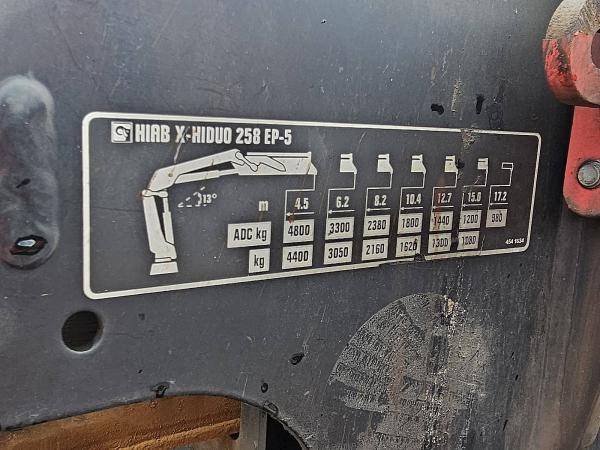 HIAB X-HIDUO 258 EP-5
13°
m 4.5 6.2 8.2 10.4 12.7 15.0 17.2
ADC kg 4800 3300 2380 1800 1440 1200 980
kg 4400 3050 2160 1620 1300 1080
454 1634